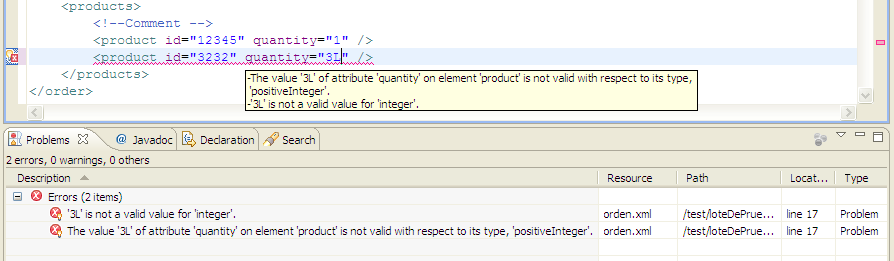 <products>
<!--Comment -->
<product id="12345" quantity="1" />
<product id="3232" quantity="3L" />
</products>
</order>
-The value '3L' of attribute 'quantity' on element 'product' is not valid with respect to its type,
'positiveInteger'.
-'3L' is not a valid value for 'integer'.
Problems @ Javadoc Declaration Search
2 errors, 0 warnings, 0 others
Description Resource Path Locat... Type
Errors (2 items)
'3L' is not a valid value for 'integer'. orden.xml /test/loteDePrue... line 17 Problem
The value '3L' of attribute 'quantity' on element 'product' is not valid with respect to its type, 'positiveInteger'. orden.xml /test/loteDePrue... line 17 Problem